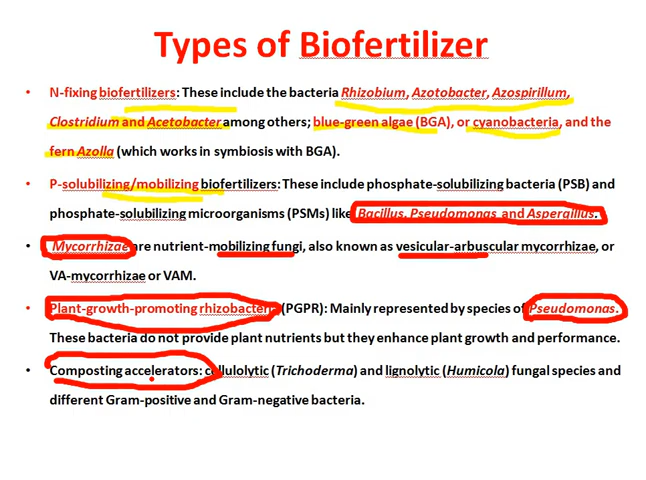 Types of Biofertilizer
• N-fixing biofertilizers: These include the bacteria Rhizobium, Azotobacter, Azospirillum,
Clostridium and Acetobacter among others; blue-green algae (BGA), or cyanobacteria, and the
fern Azolla (which works in symbiosis with BGA).
• P-solubilizing/mobilizing biofertilizers: These include phosphate-solubilizing bacteria (PSB) and
phosphate-solubilizing microorganisms (PSMs) like Bacillus, Pseudomonas and Aspergillus.
• Mycorrhizae are nutrient-mobilizing fungi, also known as vesicular-arbuscular mycorrhizae, or
VA-mycorrhizae or VAM.
• Plant-growth-promoting rhizobacteria (PGPR): Mainly represented by species of Pseudomonas.
These bacteria do not provide plant nutrients but they enhance plant growth and performance.
• Composting accelerators: cellulolytic (Trichoderma) and lignolytic (Humicola) fungal species and
different Gram-positive and Gram-negative bacteria.